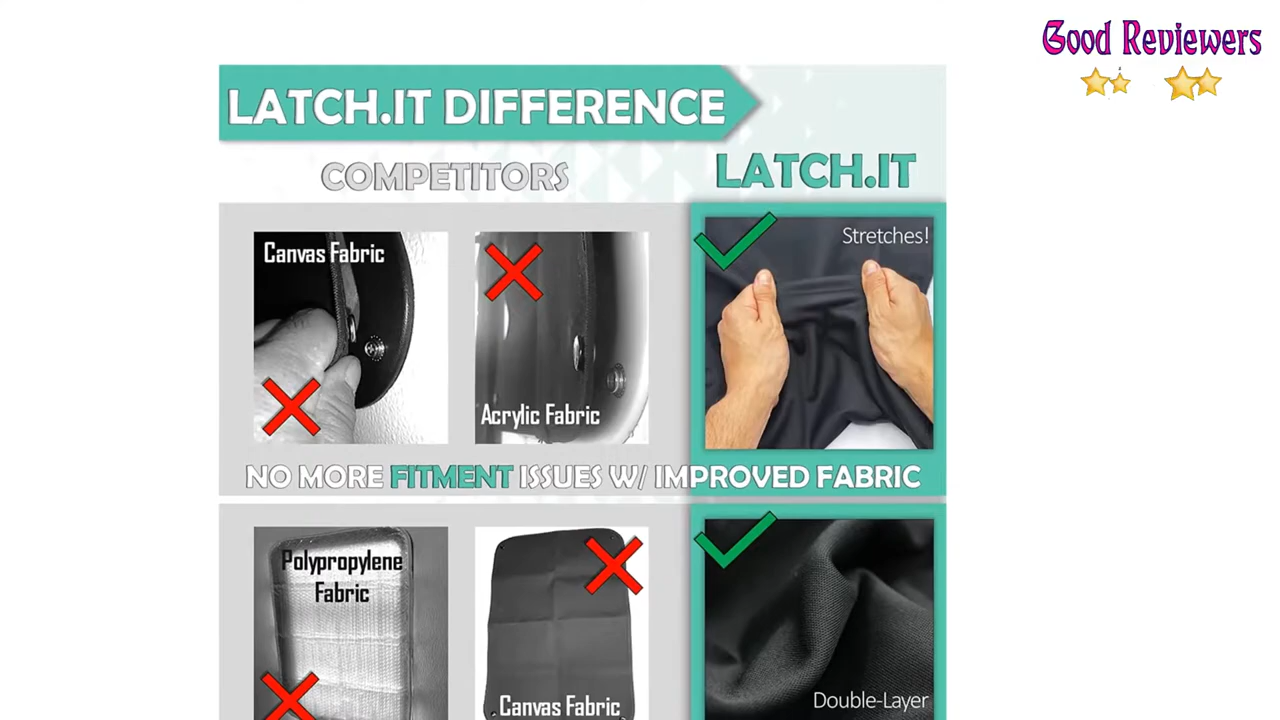 Good Reviewers
LATCH.IT DIFFERENCE
COMPETITORS
LATCH.IT
Canvas Fabric
Acrylic Fabric
Stretches!
NO MORE FITMENT ISSUES W/ IMPROVED FABRIC
Polypropylene
Fabric
Canvas Fabric
Double-Layer